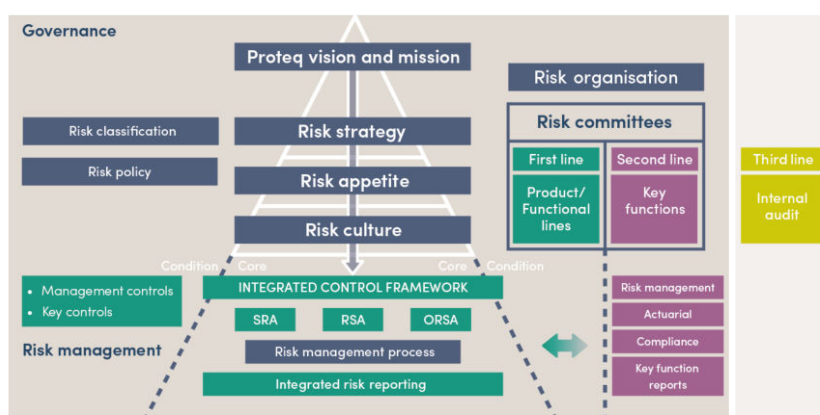 Governance
Proteq vision and mission
Risk organisation
Risk classification
Risk strategy
Risk committees
Risk policy
Risk appetite
First line
Second line
Third line
Product/
Functional
lines
Key
functions
Internal
audit
Risk culture
Condition
Core
Core
Condition
• Management controls
• Key controls
INTEGRATED CONTROL FRAMEWORK
Risk management
SRA
RSA
ORSA
Actuarial
Risk management
Risk management process
Compliance
Integrated risk reporting
Key function
reports